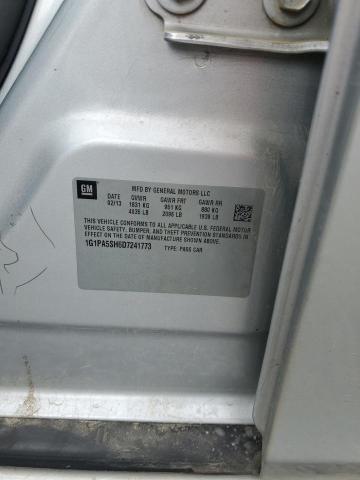 GM
MFD BY GENERAL MOTORS LLC
DATE GVWR GAWR FRT GAWR RR
02/13 1831 KG 951 KG 880 KG
4036 LB 2096 LB 1939 LB
THIS VEHICLE CONFORMS TO ALL APPLICABLE U.S. FEDERAL MOTOR
VEHICLE SAFETY, BUMPER, AND THEFT PREVENTION STANDARDS
IN EFFECT ON THE DATE OF MANUFACTURE SHOWN ABOVE.
1G1PA5SH6D7241773 TYPE: PASS CAR